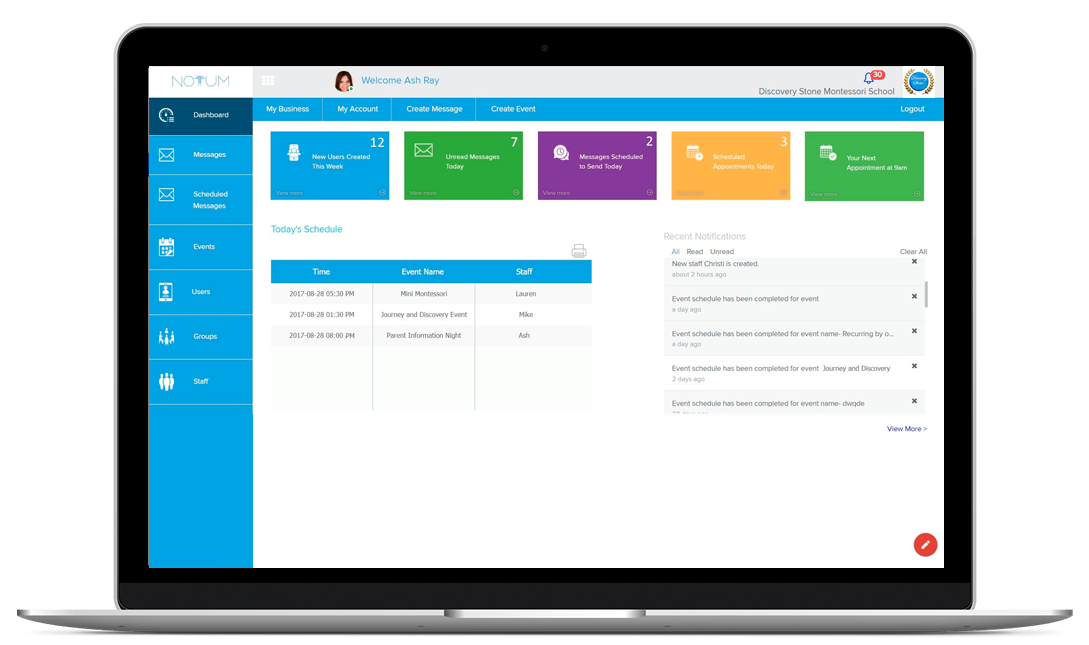 NOTUM
Welcome Ash Ray
30
Discovery Stone Montessori School
My Business
My Account
Create Message
Create Event
Logout
Dashboard
Messages
Scheduled
Messages
Events
Users
Groups
Staff
12
New Users Created
This Week
View more
7
Unread Messages
Today
View more
2
Messages Scheduled
to Send Today
View more
3
Scheduled
Appointments Today
View more
Your Next
Appointment at 9am
View more
Today's Schedule
Time Event Name Staff
2017-08-28 05:30 PM Mini Montessori Lauren
2017-08-28 01:30 PM Journey and Discovery Event Mike
2017-08-28 08:00 PM Parent Information Night Ash
Recent Notifications
All Read Unread Clear All
New staff Christi is created.
about 2 hours ago
Event schedule has been completed for event
a day ago
Event schedule has been completed for event name- Recurring by o...
a day ago
Event schedule has been completed for event Journey and Discovery
2 days ago
Event schedule has been completed for event name- dwqde
View More >